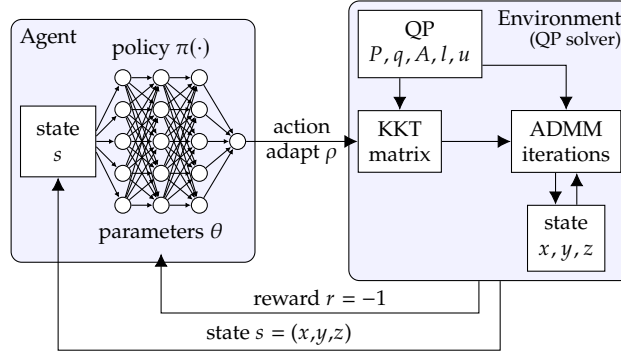 Agent
policy π(·)
state
s
parameters θ
action
adapt ρ
Environment
(QP solver)
QP
P, q, A, l, u
KKT
matrix
ADMM
iterations
state
x, y, z
reward r = −1
state s = (x,y,z)